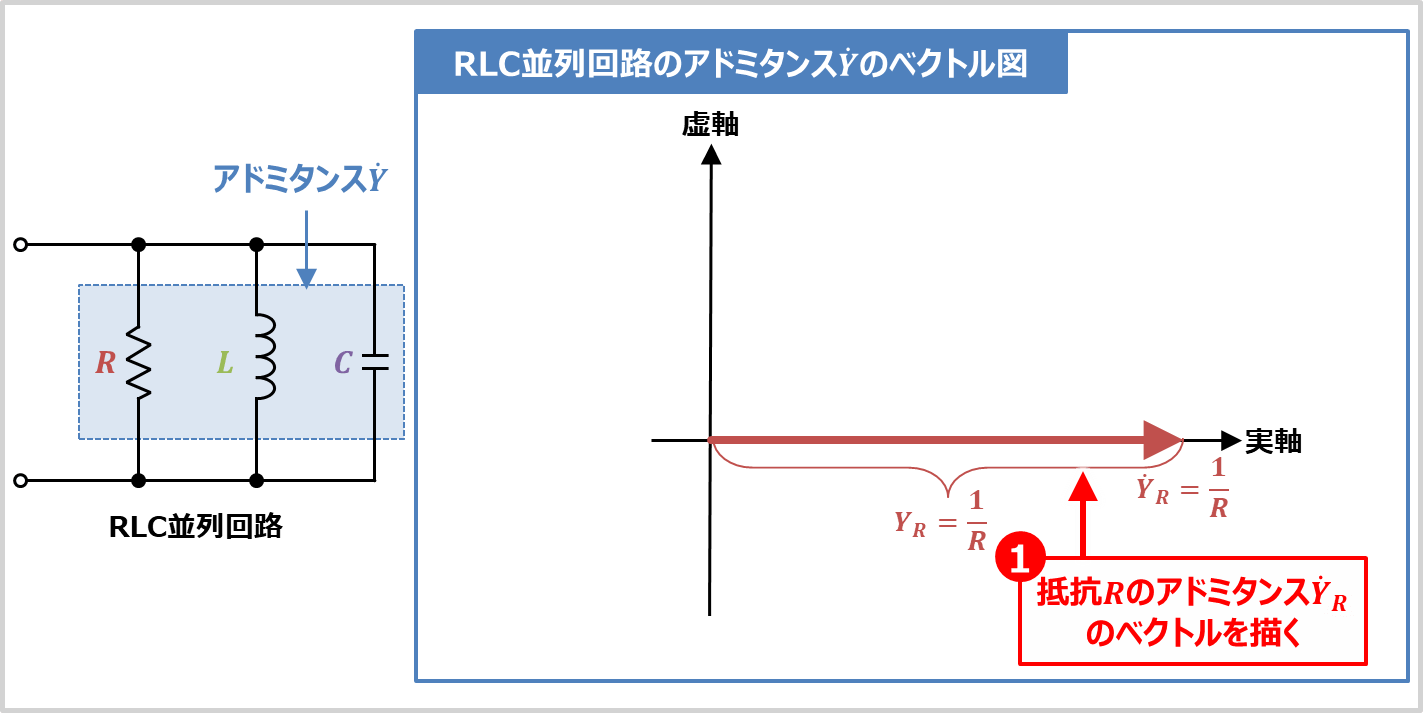 RLC並列回路のアドミタンスẎのベクトル図
虚軸
アドミタンスẎ
R
L
C
RLC並列回路
実軸
Y_R = 1/R
Ẏ_R = 1/R
1
抵抗RのアドミタンスẎ_R
のベクトルを描く